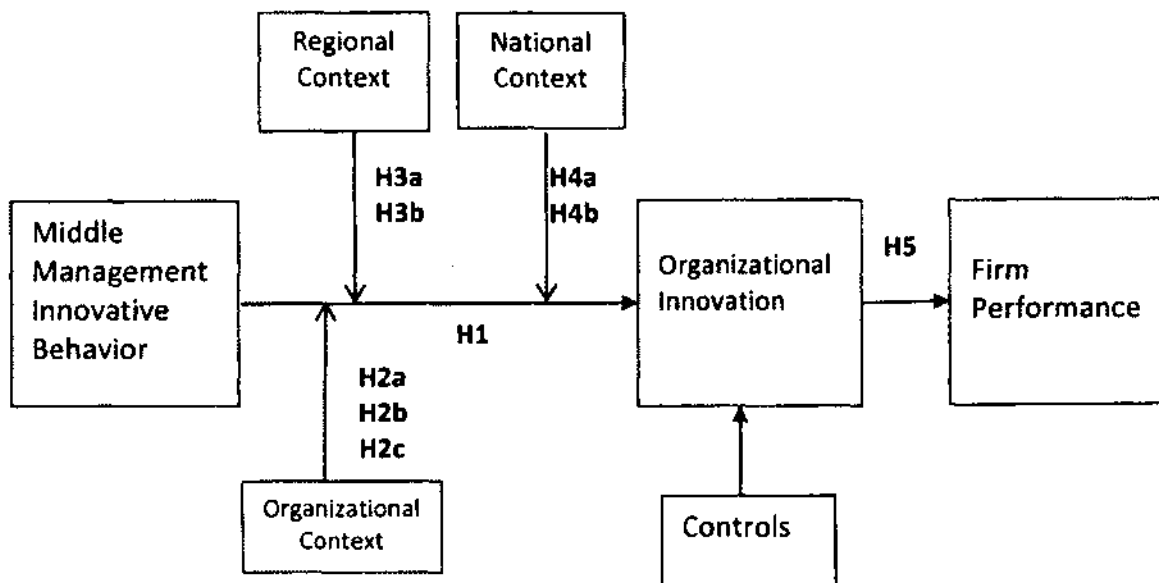 Regional
Context
National
Context
H3a
H3b
H4a
H4b
Middle
Management
Innovative
Behavior
Organizational
Innovation
H5
Firm
Performance
H1
H2a
H2b
H2c
Organizational
Context
Controls